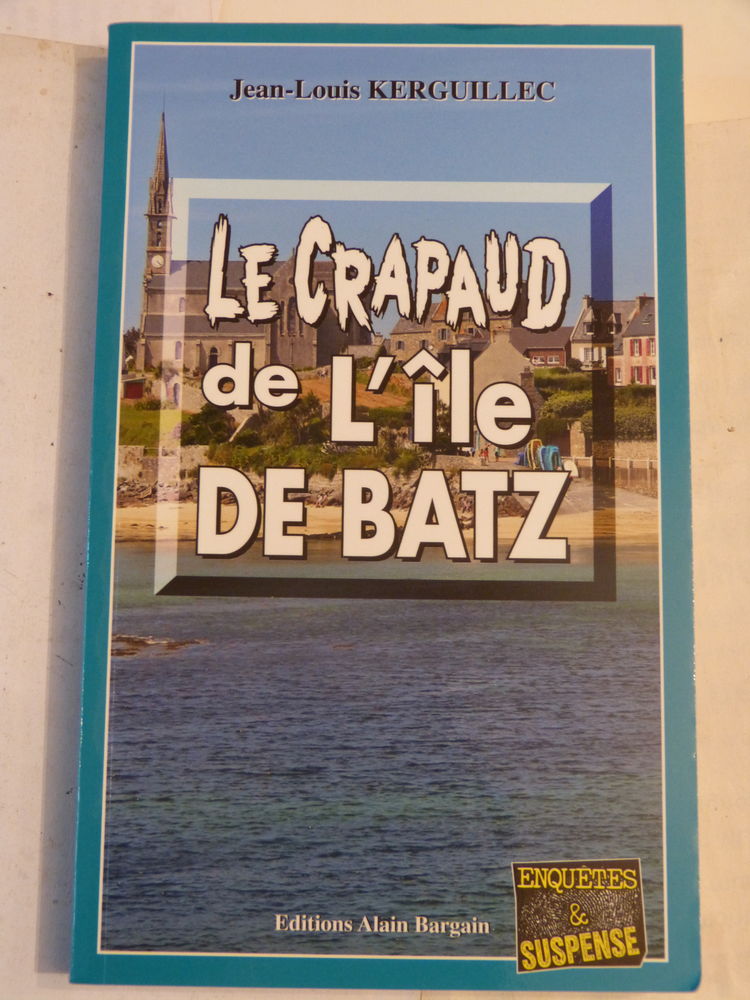 Jean-Louis KERGUILLEC
LE CRAPAUD
de L'île
DE BATZ
Editions Alain Bargain
ENQUÊTES
&
SUSPENSE